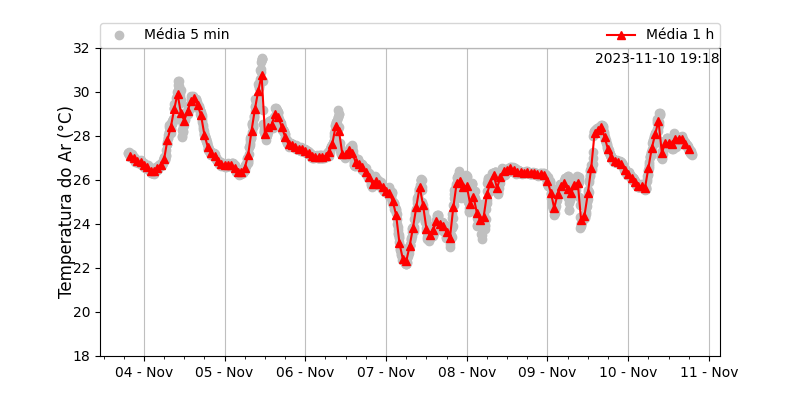 Média 5 min
Média 1 h
2023-11-10 19:18
Temperatura do Ar (°C)
32
30
28
26
24
22
20
18
04 - Nov
05 - Nov
06 - Nov
07 - Nov
08 - Nov
09 - Nov
10 - Nov
11 - Nov